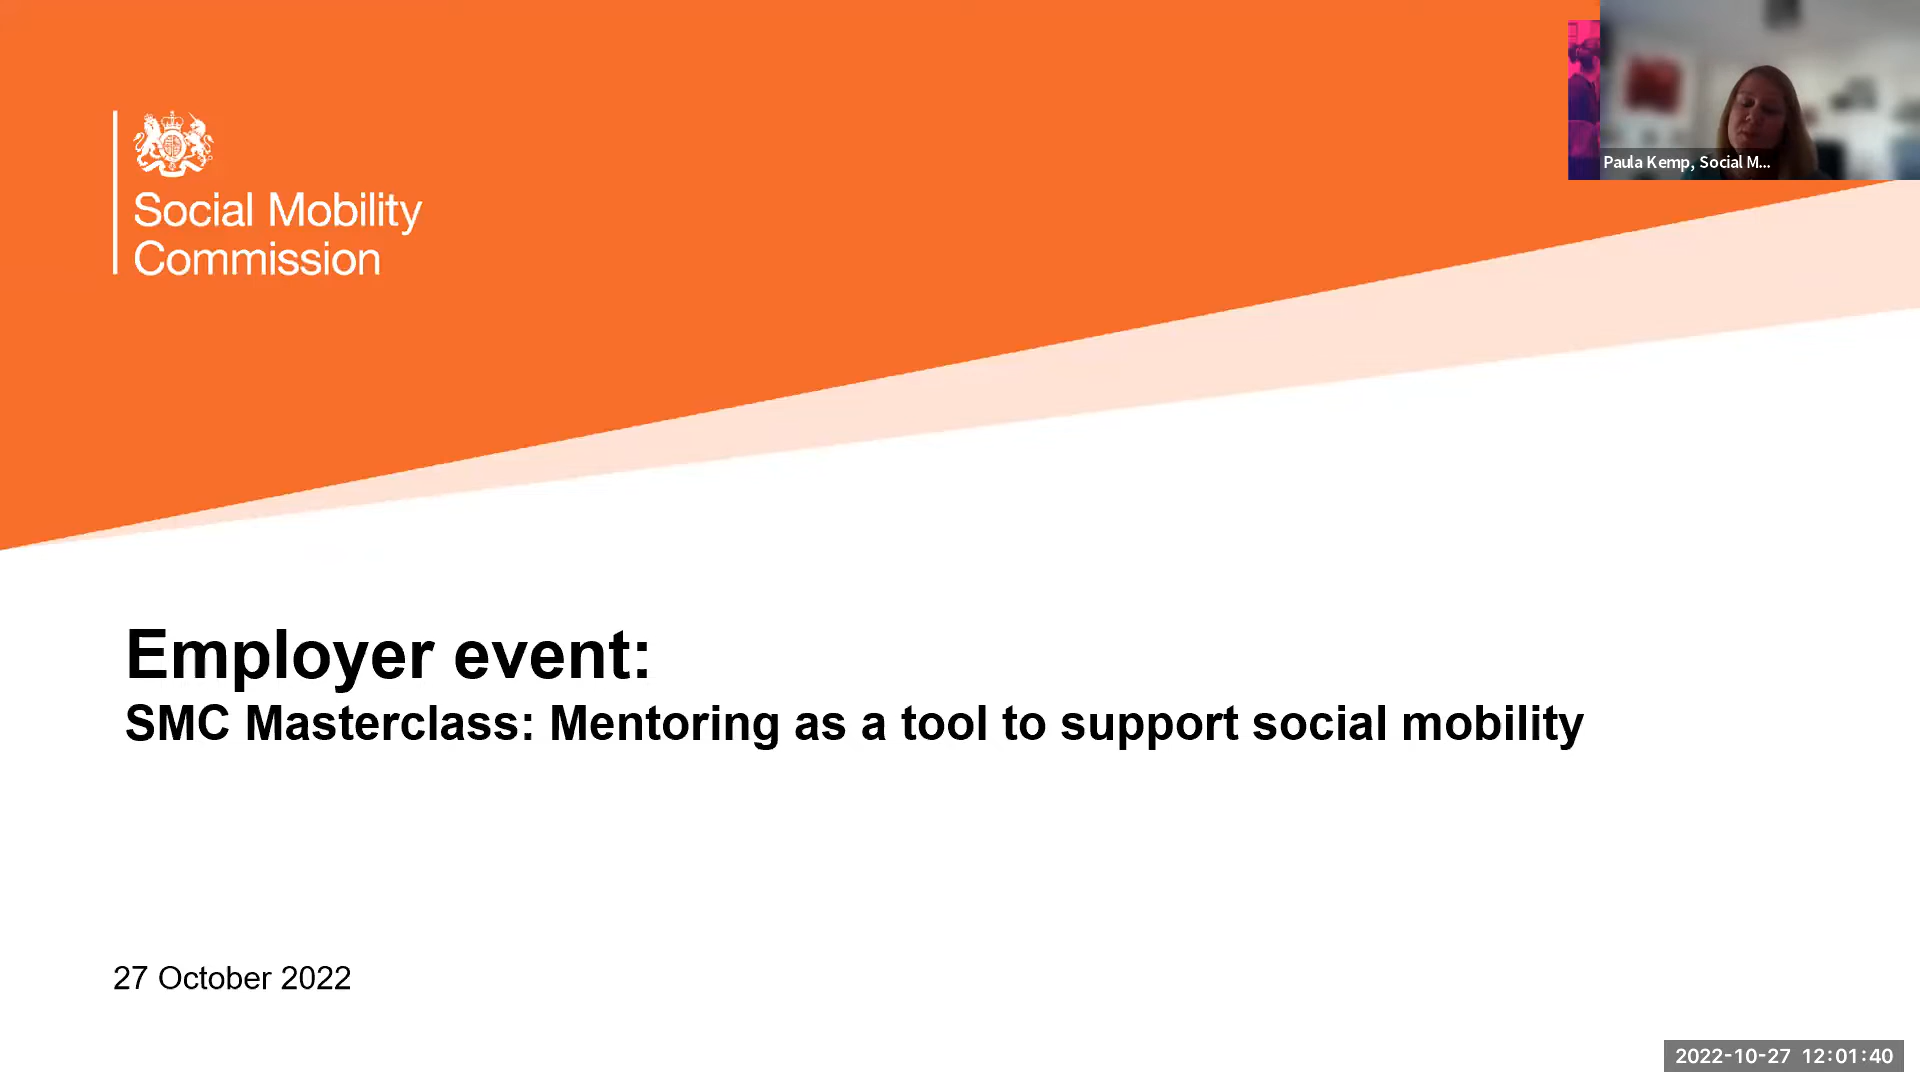 Social Mobility
Commission
Paula Kemp, Social M...
Employer event:
SMC Masterclass: Mentoring as a tool to support social mobility
27 October 2022
2022-10-27 12:01:40